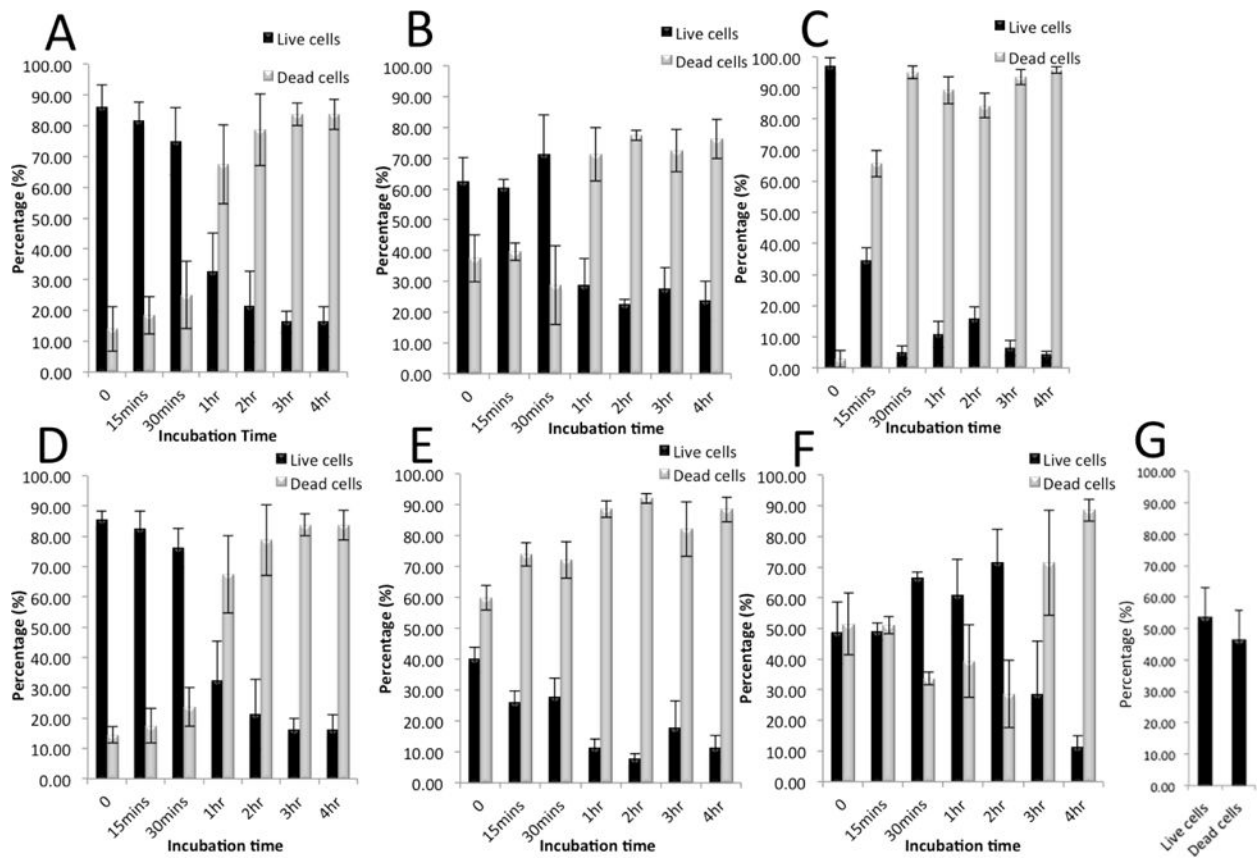 A
Live cells
Dead cells
100.00
90.00
80.00
70.00
60.00
50.00
40.00
30.00
20.00
10.00
0.00
Percentage (%)
0
15mins
30mins
1hr
2hr
3hr
4hr
Incubation Time
B
Live cells
Dead cells
100.00
90.00
80.00
70.00
60.00
50.00
40.00
30.00
20.00
10.00
0.00
Percentage (%)
0
15mins
30mins
1hr
2hr
3hr
4hr
Incubation time
C
Live cells
Dead cells
100.00
90.00
80.00
70.00
60.00
50.00
40.00
30.00
20.00
10.00
0.00
Percentage (%)
0
15mins
30mins
1hr
2hr
3hr
4hr
Incubation time
D
Live cells
Dead cells
100.00
90.00
80.00
70.00
60.00
50.00
40.00
30.00
20.00
10.00
0.00
Percentage (%)
0
15mins
30mins
1hr
2hr
3hr
4hr
Incubation time
E
Live cells
Dead cells
100.00
90.00
80.00
70.00
60.00
50.00
40.00
30.00
20.00
10.00
0.00
Percentage (%)
0
15mins
30mins
1hr
2hr
3hr
4hr
Incubation time
F
Live cells
Dead cells
100.00
90.00
80.00
70.00
60.00
50.00
40.00
30.00
20.00
10.00
0.00
Percentage (%)
0
15mins
30mins
1hr
2hr
3hr
4hr
Incubation time
G
100.00
90.00
80.00
70.00
60.00
50.00
40.00
30.00
20.00
10.00
0.00
Percentage (%)
Live cells
Dead cells